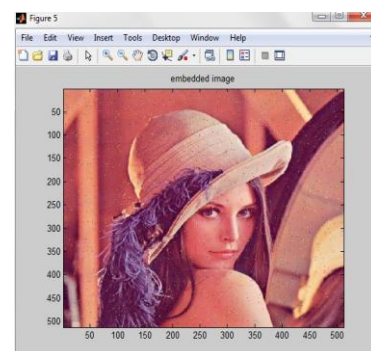 Figure 5
File Edit View Insert Tools Desktop Window Help
embedded image
50
100
150
200
250
300
350
400
450
500
50 100 150 200 250 300 350 400 450 500